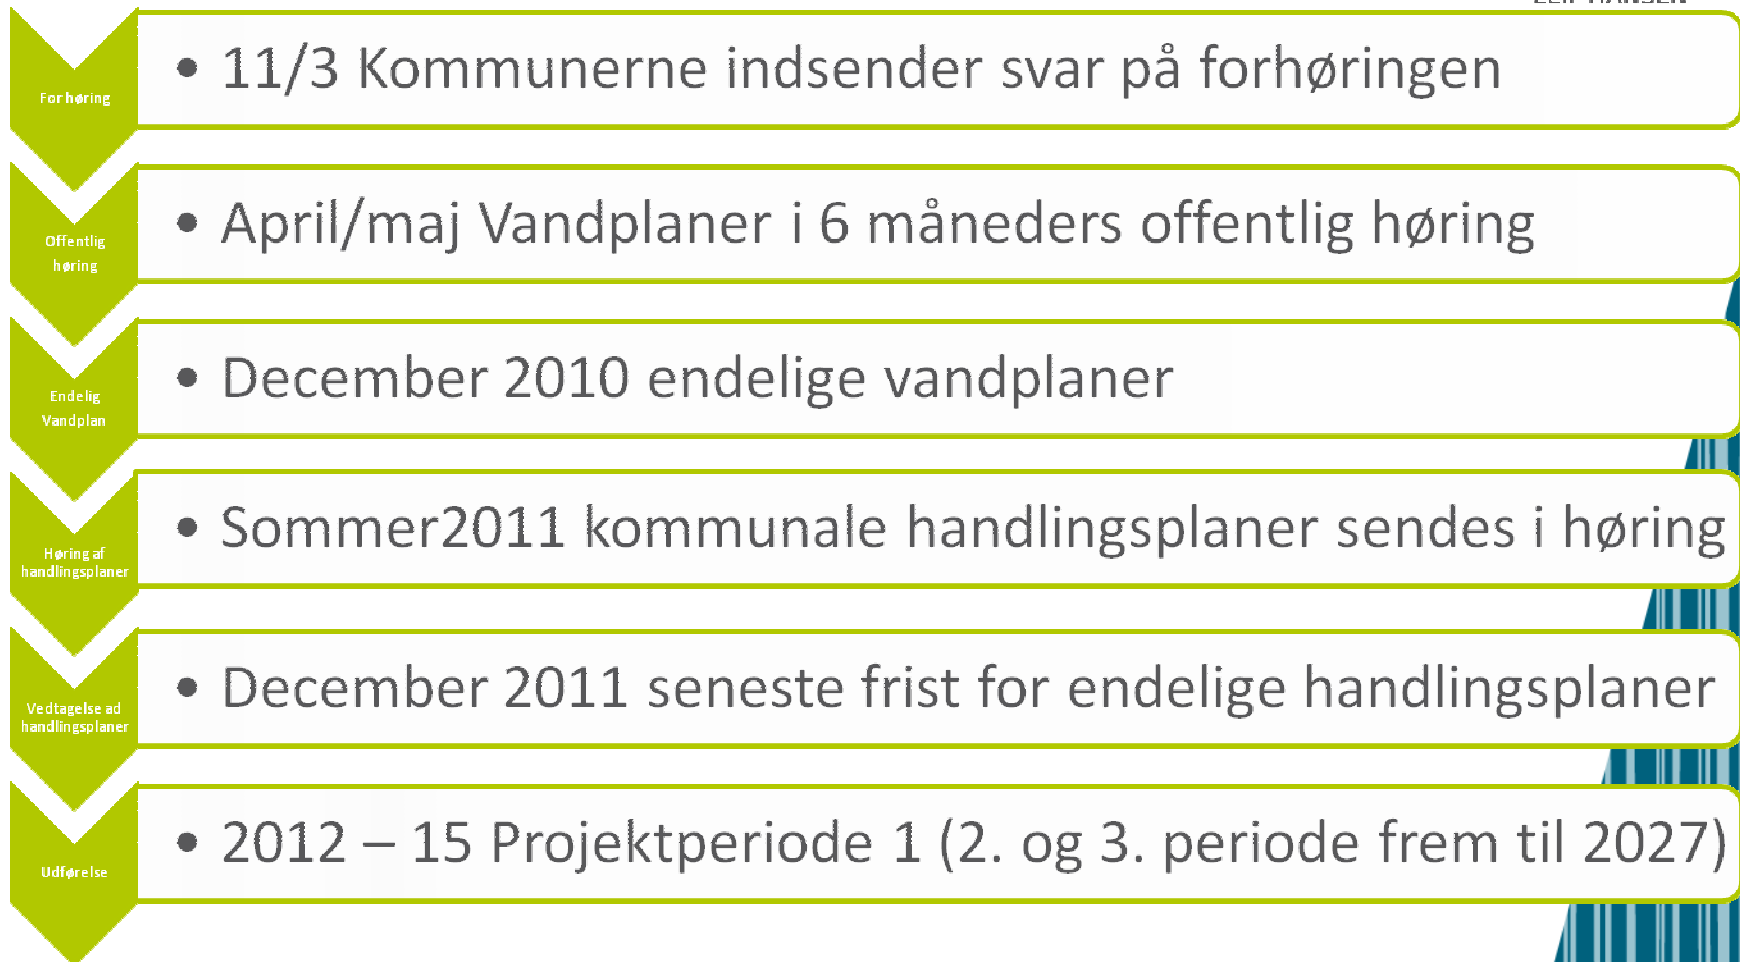 For høring
• 11/3 Kommunerne indsender svar på forhøringen
Offentlig
høring
• April/maj Vandplaner i 6 måneders offentlig høring
Endelig
Vandplan
• December 2010 endelige vandplaner
Høring af
handlingsplaner
• Sommer2011 kommunale handlingsplaner sendes i høring
Vedtagelse ad
handlingsplaner
• December 2011 seneste frist for endelige handlingsplaner
Udførelse
• 2012 – 15 Projektperiode 1 (2. og 3. periode frem til 2027)